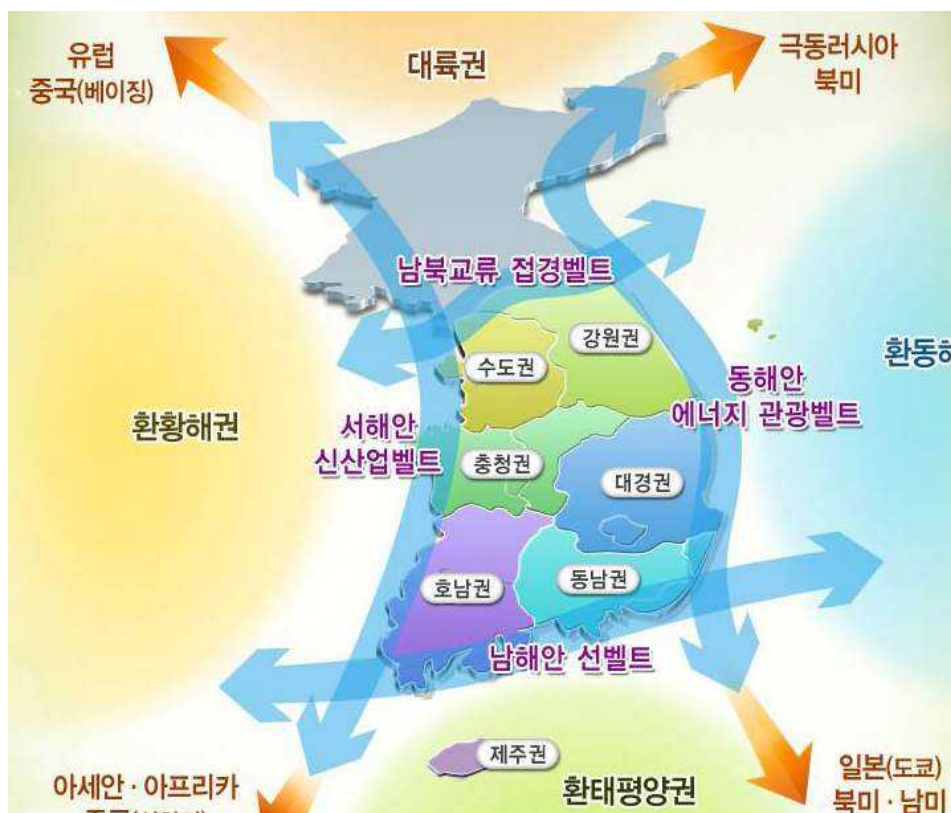 유럽
중국(베이징)
대륙권
극동러시아
북미
남북교류 접경벨트
강원권
수도권
환동해
동해안
에너지 관광벨트
환황해권
서해안
신산업벨트
충청권
대경권
호남권
동남권
남해안 선벨트
제주권
환태평양권
일본(도쿄)
북미·남미
아세안·아프리카